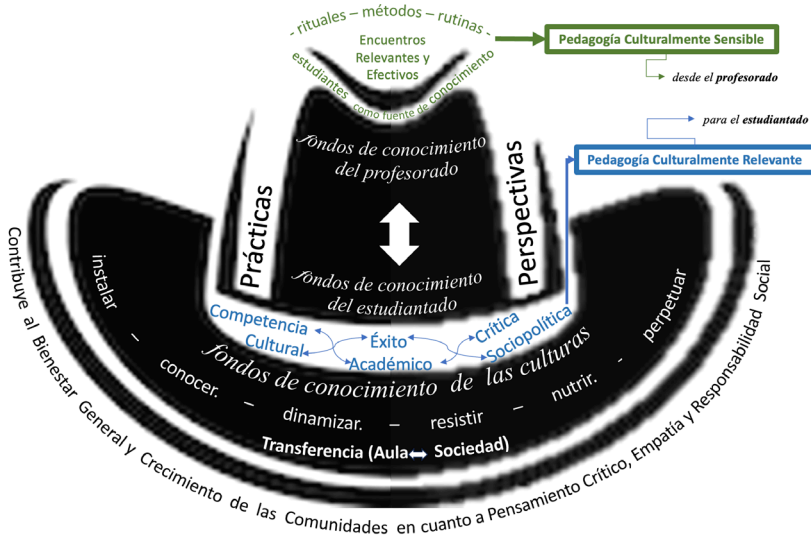 - rituales – métodos – rutinas -
Encuentros
Relevantes y
Efectivos
estudiantes como fuente de conocimiento
Pedagogía Culturalmente Sensible
desde el profesorado
para el estudiantado
Pedagogía Culturalmente Relevante
fondos de conocimiento
del profesorado
Prácticas
Perspectivas
fondos de conocimiento
del estudiantado
Competencia
Cultural
Éxito
Académico
Crítica
Sociopolítica
fondos de conocimiento de las culturas
instalar – conocer. – dinamizar. – resistir – nutrir. - perpetuar
Transferencia (Aula Sociedad)
Contribuye al Bienestar General y Crecimiento de las Comunidades en cuanto a Pensamiento Crítico, Empatía y Responsabilidad Social